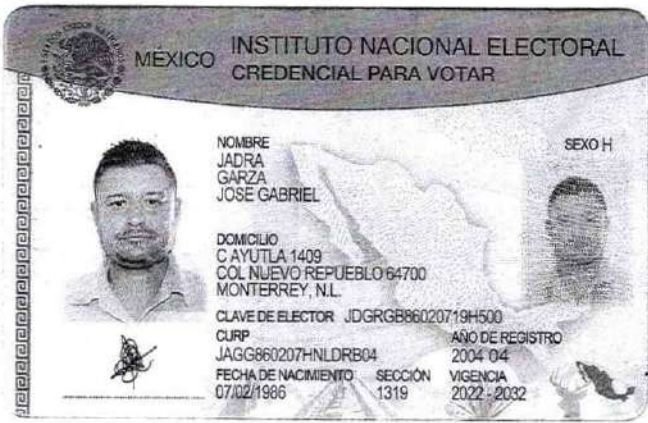 MÉXICO
INSTITUTO NACIONAL ELECTORAL
CREDENCIAL PARA VOTAR
NOMBRE
JADRA
GARZA
JOSE GABRIEL
SEXO H
DOMICILIO
C AYUTLA 1409
COL NUEVO REPUEBLO 64700
MONTERREY, N.L.
CLAVE DE ELECTOR JDGRGB86020719H500
CURP
JAGG860207HNLDRB04
AÑO DE REGISTRO
2004 04
FECHA DE NACIMIENTO
07/02/1986
SECCIÓN
1319
VIGENCIA
2022 - 2032